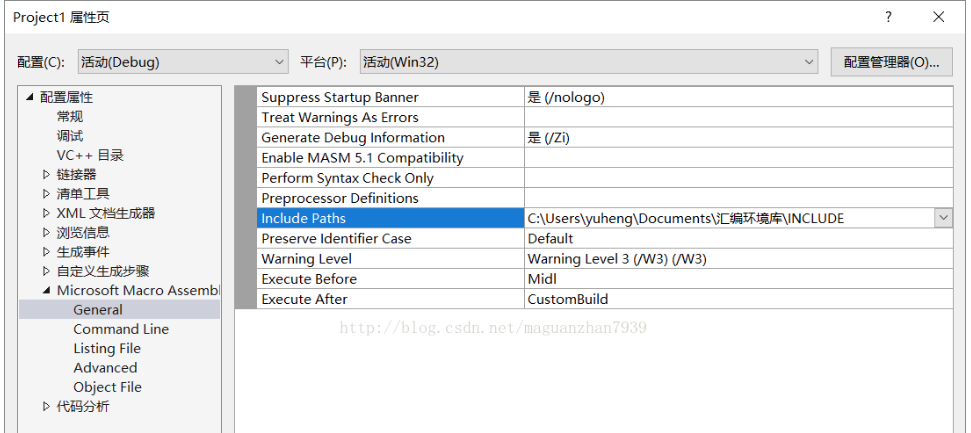 Project1 属性页
配置(C): 活动(Debug) 平台(P): 活动(Win32) 配置管理器(O)...
配置属性
常规
调试
VC++ 目录
链接器
清单工具
XML 文档生成器
浏览信息
生成事件
自定义生成步骤
Microsoft Macro Assembl
General
Command Line
Listing File
Advanced
Object File
代码分析
Suppress Startup Banner 是 (/nologo)
Treat Warnings As Errors
Generate Debug Information 是 (/Zi)
Enable MASM 5.1 Compatibility
Perform Syntax Check Only
Preprocessor Definitions
Include Paths C:\Users\yuheng\Documents\汇编环境库\INCLUDE
Preserve Identifier Case Default
Warning Level Warning Level 3 (/W3) (/W3)
Execute Before Midl
Execute After CustomBuild
http://blog.csdn.net/maguanzhan7939